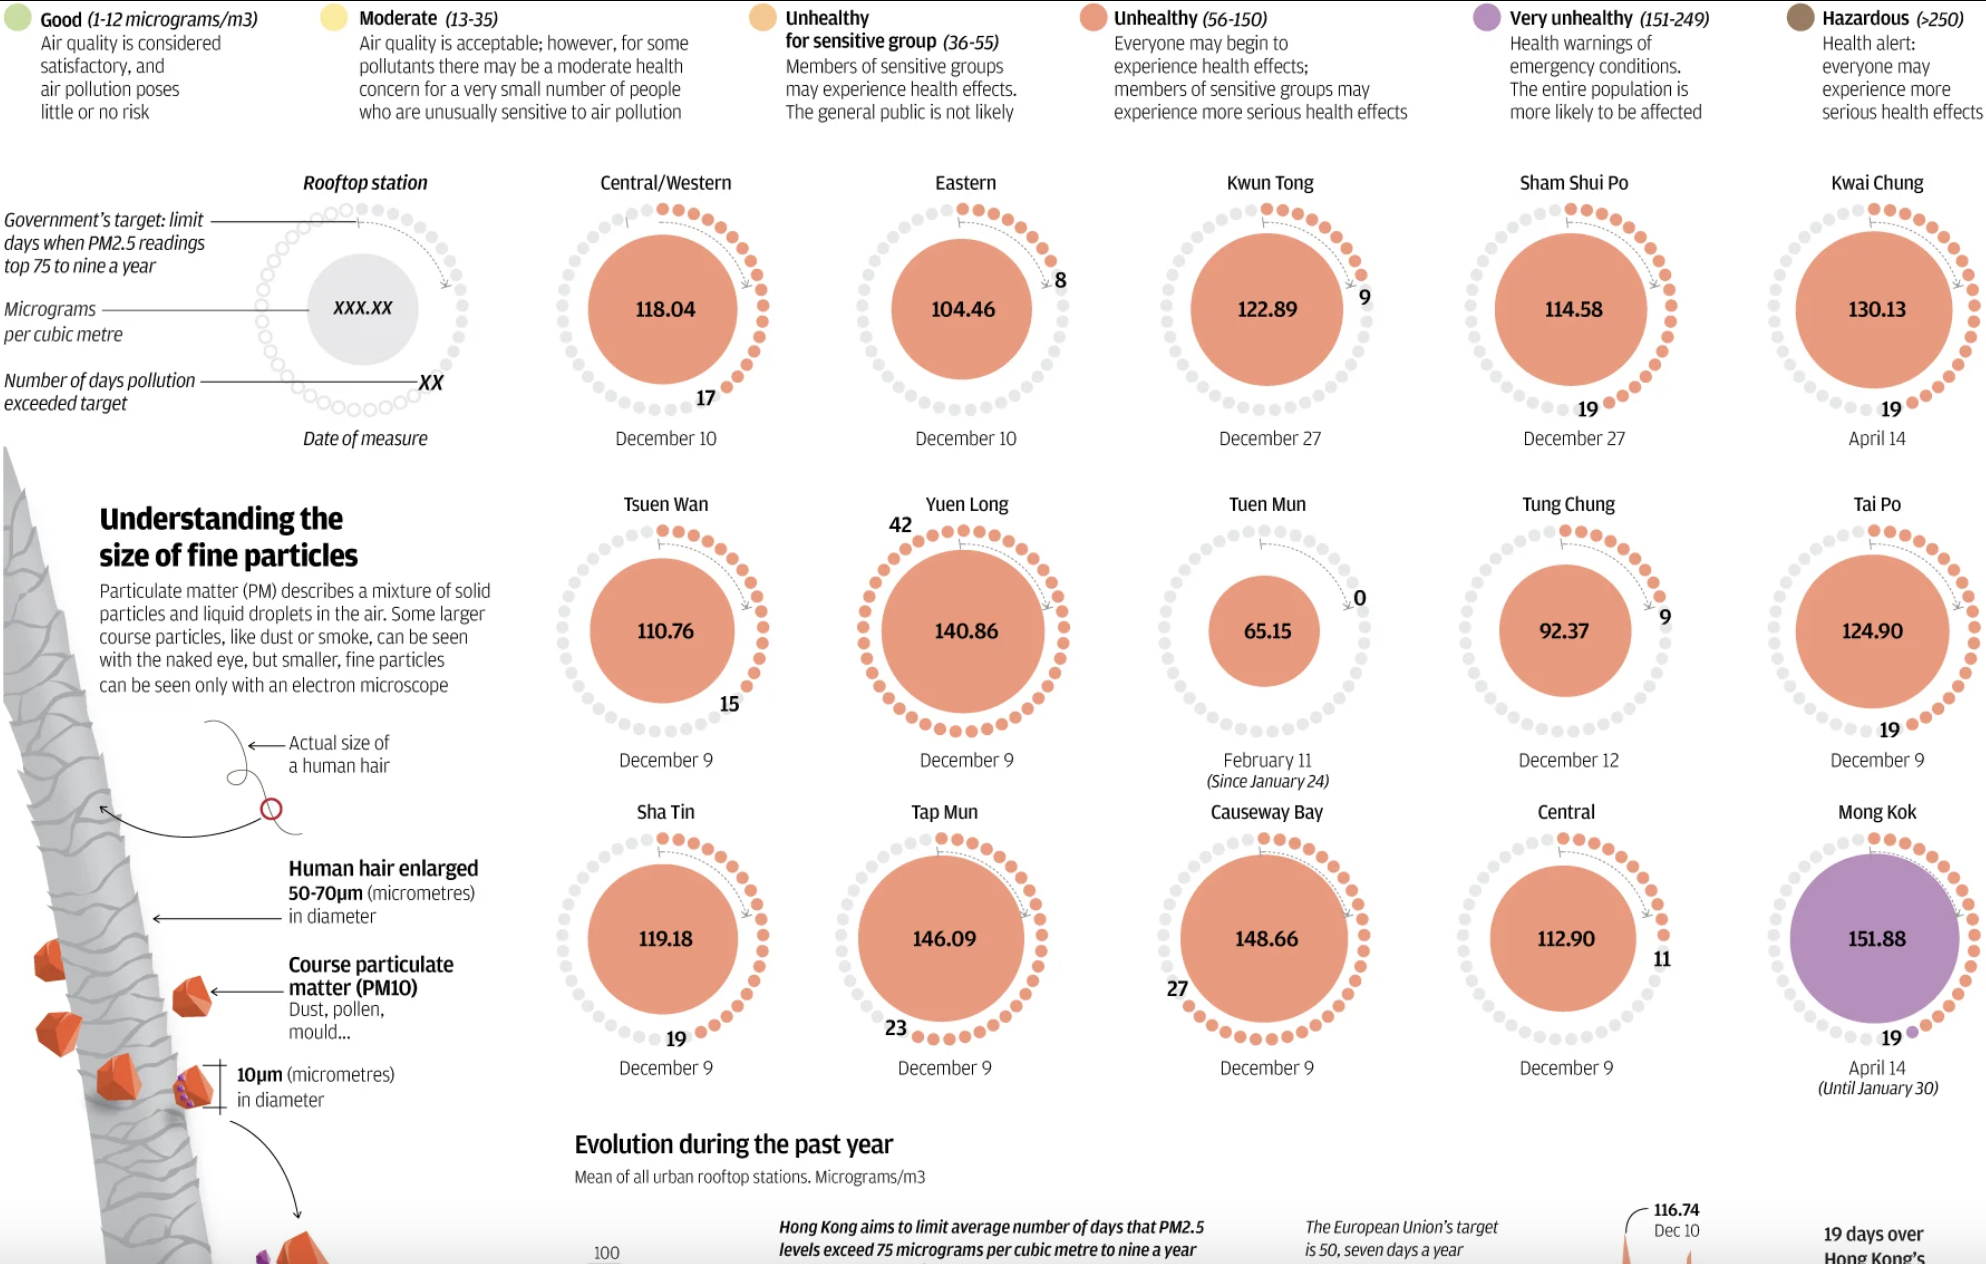 Good (1-12 micrograms/m3)
Air quality is considered
satisfactory, and
air pollution poses
little or no risk
Moderate (13-35)
Air quality is acceptable; however, for some
pollutants there may be a moderate health
concern for a very small number of people
who are unusually sensitive to air pollution
Unhealthy
for sensitive group (36-55)
Members of sensitive groups
may experience health effects.
The general public is not likely
Unhealthy (56-150)
Everyone may begin to
experience health effects;
members of sensitive groups may
experience more serious health effects
Very unhealthy (151-249)
Health warnings of
emergency conditions.
The entire population is
more likely to be affected
Hazardous (>250)
Health alert:
everyone may
experience more
serious health effects
Rooftop station
Government's target: limit
days when PM2.5 readings
top 75 to nine a year
Micrograms
per cubic metre
XXX.XX
Number of days pollution
exceeded target
XX
Date of measure
Central/Western
118.04
17
December 10
Eastern
8
104.46
December 10
Kwun Tong
9
122.89
December 27
Sham Shui Po
114.58
19
December 27
Kwai Chung
130.13
19
April 14
Understanding the
size of fine particles
Particulate matter (PM) describes a mixture of solid
particles and liquid droplets in the air. Some larger
course particles, like dust or smoke, can be seen
with the naked eye, but smaller, fine particles
can be seen only with an electron microscope
Actual size of
a human hair
Human hair enlarged
50-70µm (micrometres)
in diameter
Course particulate
matter (PM10)
Dust, pollen,
mould...
10µm (micrometres)
in diameter
Tsuen Wan
110.76
15
December 9
Yuen Long
42
140.86
December 9
Tuen Mun
0
65.15
February 11
(Since January 24)
Tung Chung
9
92.37
December 12
Tai Po
124.90
19
December 9
Sha Tin
119.18
19
December 9
Tap Mun
146.09
23
December 9
Causeway Bay
148.66
27
December 9
Central
112.90
11
December 9
Mong Kok
151.88
19
April 14
(Until January 30)
Evolution during the past year
Mean of all urban rooftop stations. Micrograms/m3
100
Hong Kong aims to limit average number of days that PM2.5
levels exceed 75 micrograms per cubic metre to nine a year
The European Union's target
is 50, seven days a year
116.74
Dec 10
19 days over
Hong Kong's